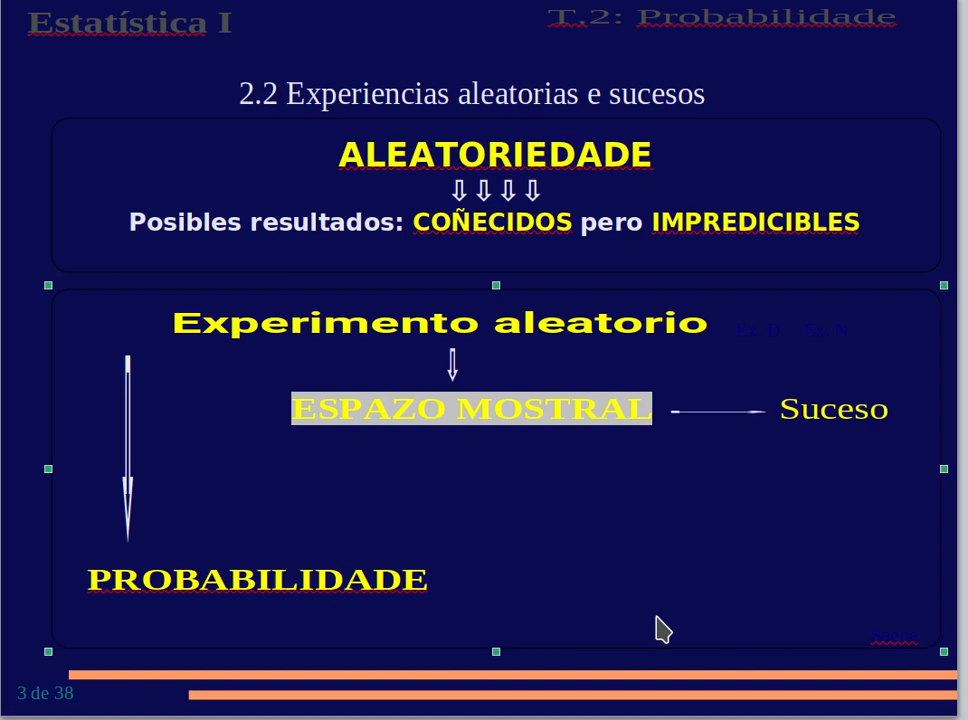 Estatística I
T.2: Probabilidade
2.2 Experiencias aleatorias e sucesos
ALEATORIEDADE
⇩⇩⇩⇩
Posibles resultados: COÑECIDOS pero IMPREDICIBLES
Experimento aleatorio
ESPAZO MOSTRAL
Suceso
PROBABILIDADE
3 de 38